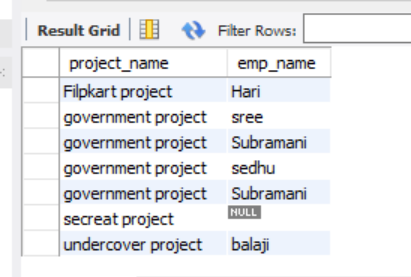 Result Grid Filter Rows:
project_name emp_name
Filpkart project Hari
government project sree
government project Subramani
government project sedhu
government project Subramani
secreat project NULL
undercover project balaji